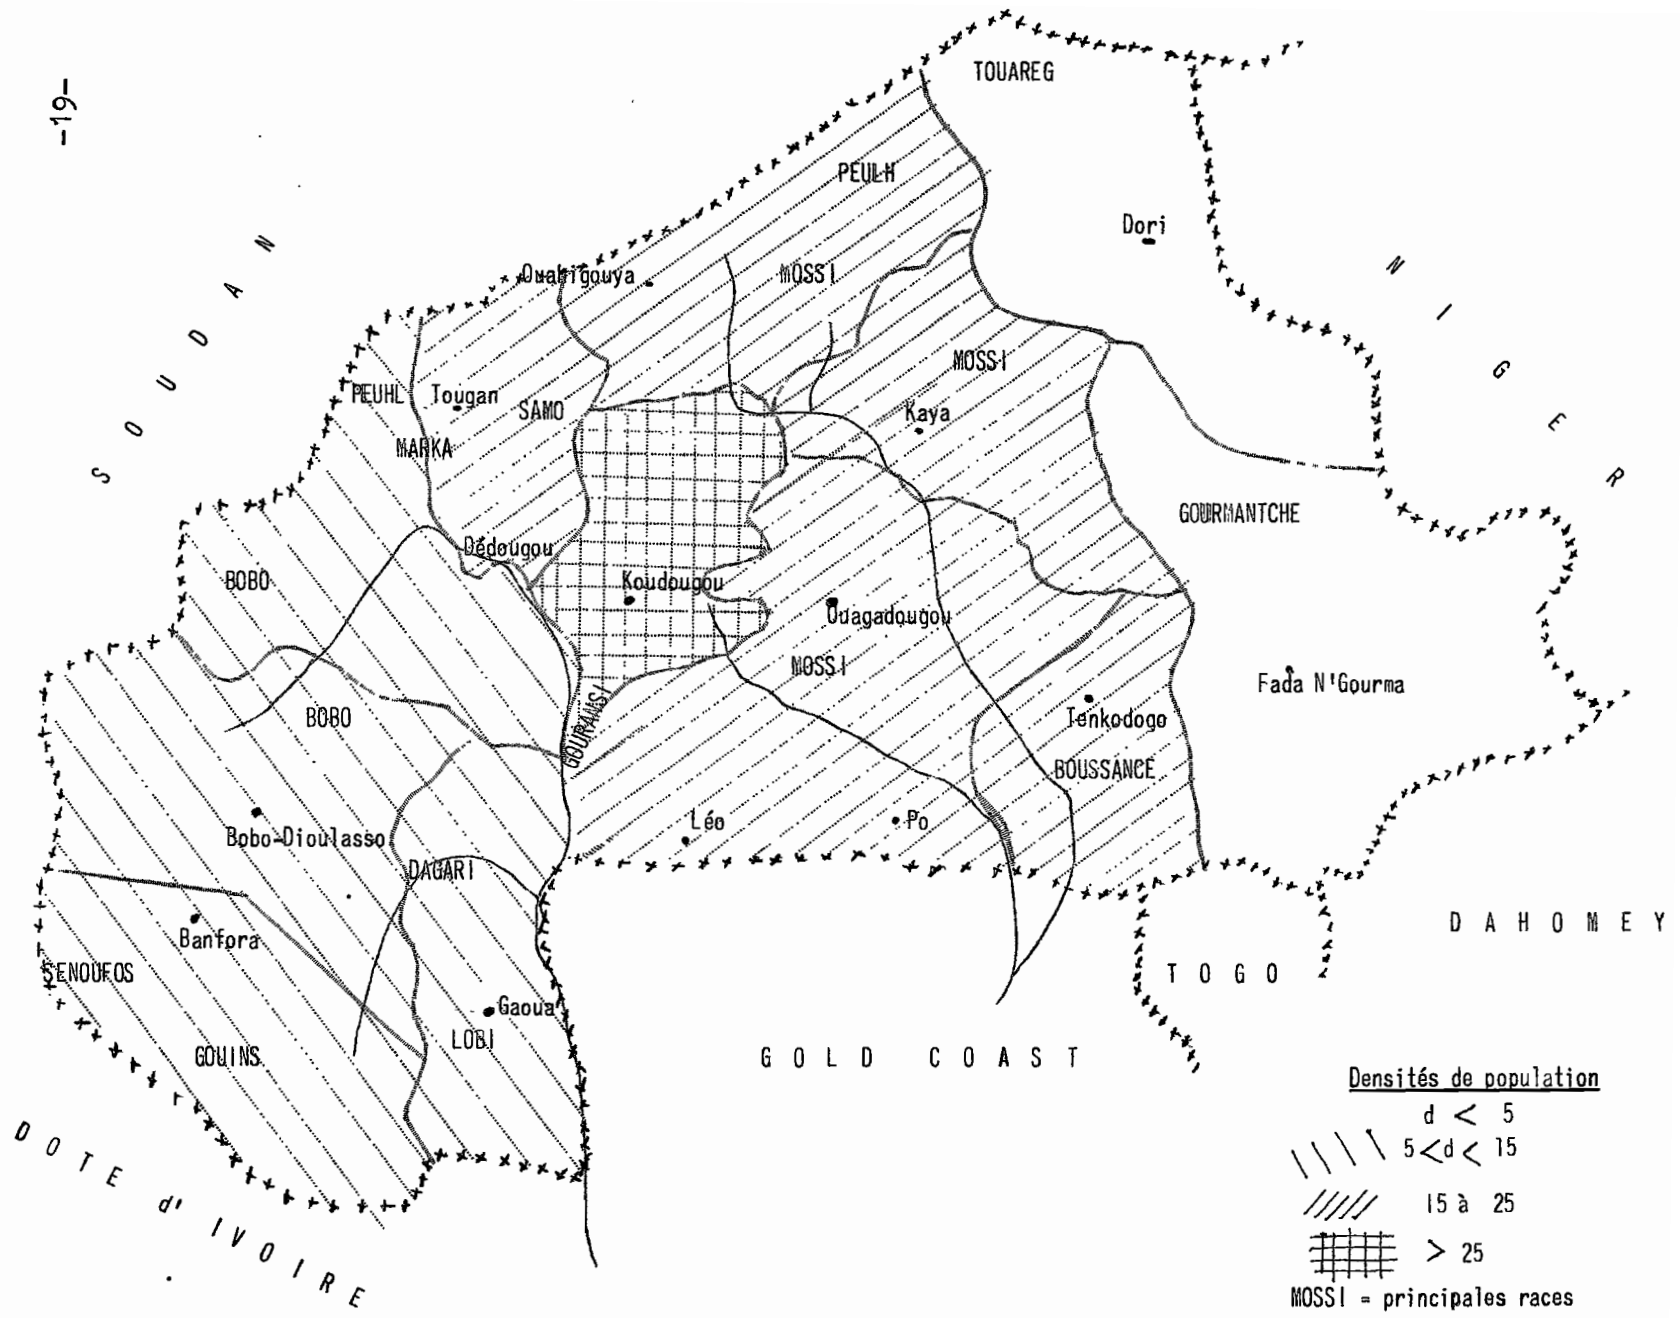 -19-
TOUAREG
PEULH
Dori
SOUDAN
NIGER
Ouahigouya
MOSSI
MOSSI
PEUHL
Tougan
SAMO
Kaya
MARKA
GOURMANTCHE
Dédougou
BOBO
Koudougou
Ouagadougou
MOSSI
Fada N'Gourma
GOURANSI
BOBO
Tenkodogo
BOUSSANCE
Léo
Po
Bobo-Dioulasso
DAGARI
Banfora
DAHOMEY
SENOUFOS
TOGO
Gaoua
LOBI
GOUINS
GOLD COAST
DOTE d' IVOIRE
Densités de population
d < 5
5 < d < 15
15 à 25
> 25
MOSSI = principales races